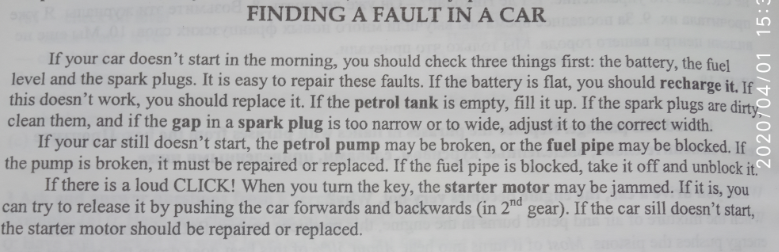 FINDING A FAULT IN A CAR
If your car doesn't start in the morning, you should check three things first: the battery, the fuel
level and the spark plugs. It is easy to repair these faults. If the battery is flat, you should recharge it. If
this doesn't work, you should replace it. If the petrol tank is empty, fill it up. If the spark plugs are dirty,
clean them, and if the gap in a spark plug is too narrow or to wide, adjust it to the correct width.
If your car still doesn't start, the petrol pump may be broken, or the fuel pipe may be blocked. If
the pump is broken, it must be repaired or replaced. If the fuel pipe is blocked, take it off and unblock it.
If there is a loud CLICK! When you turn the key, the starter motor may be jammed. If it is, you
can try to release it by pushing the car forwards and backwards (in 2nd gear). If the car sill doesn't start,
the starter motor should be repaired or replaced.
2020/04/01 15:3